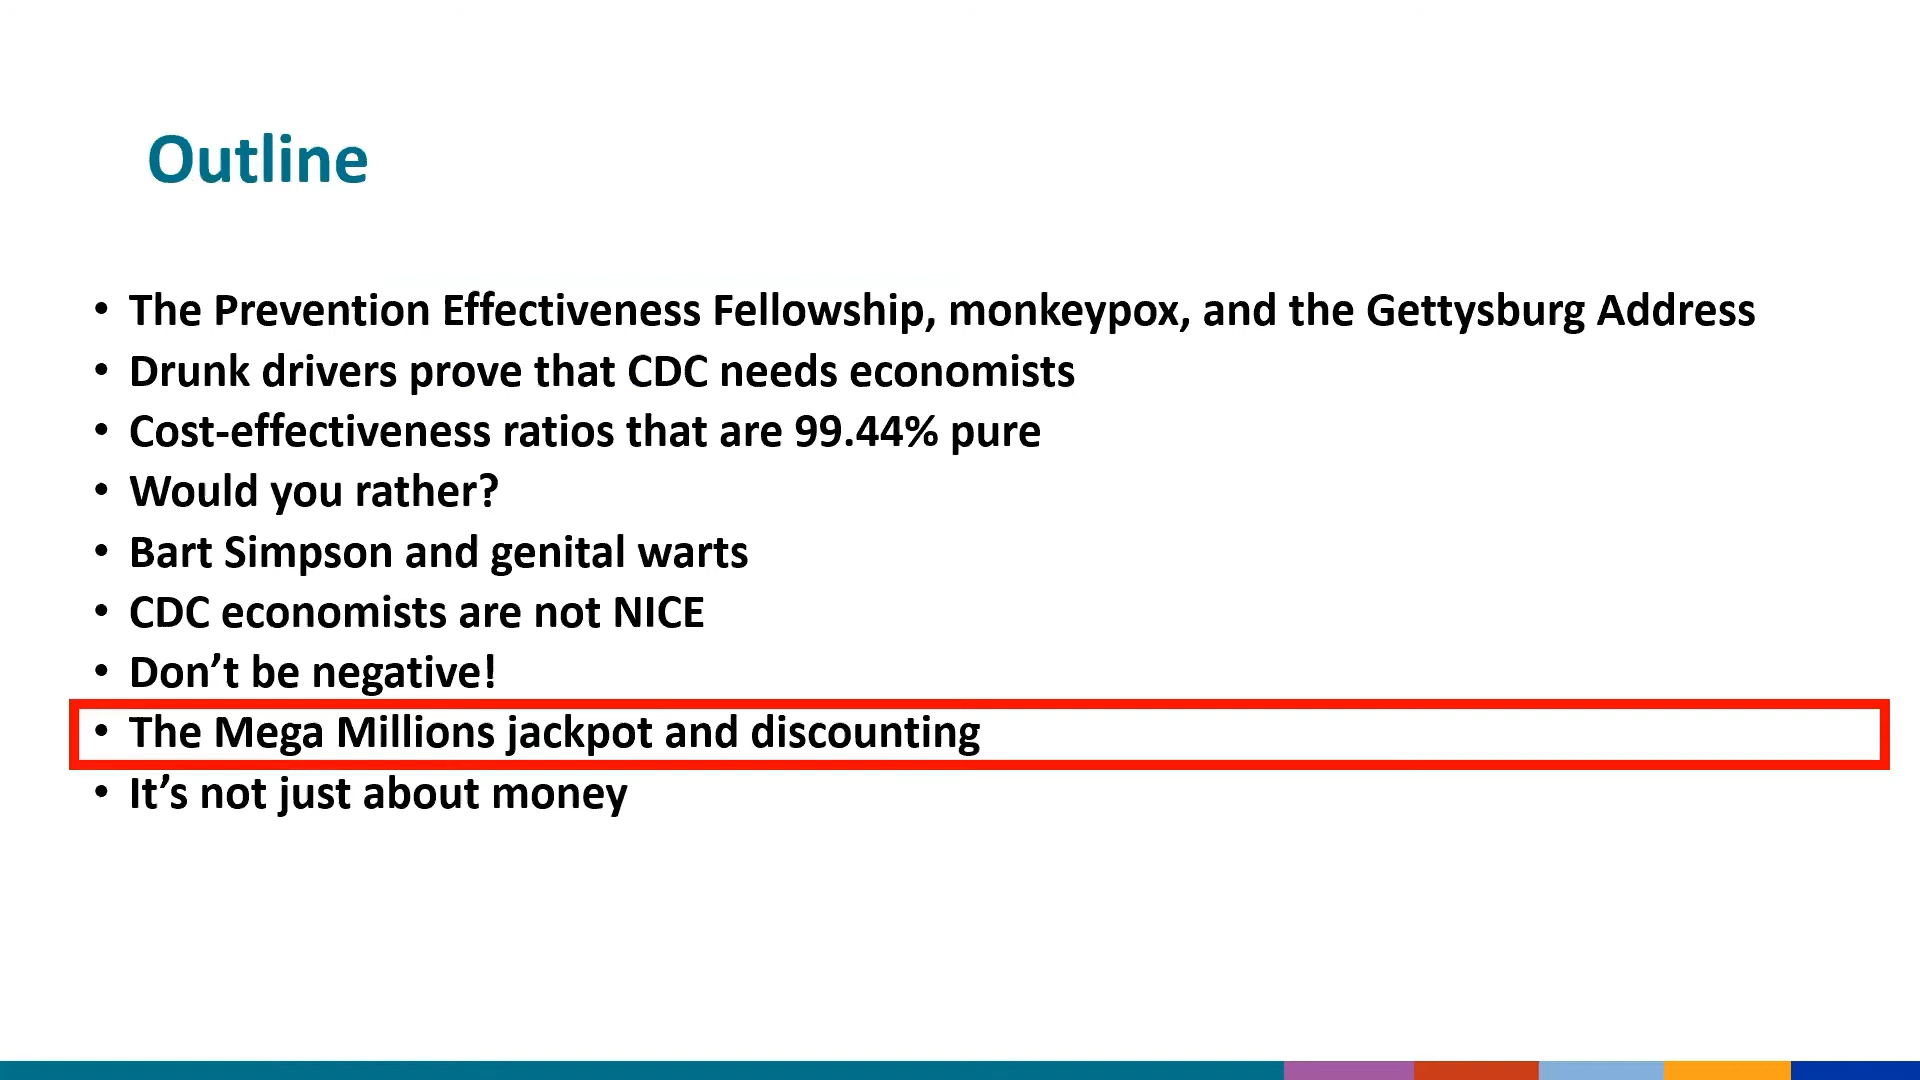 Outline
• The Prevention Effectiveness Fellowship, monkeypox, and the Gettysburg Address
• Drunk drivers prove that CDC needs economists
• Cost-effectiveness ratios that are 99.44% pure
• Would you rather?
• Bart Simpson and genital warts
• CDC economists are not NICE
• Don’t be negative!
• The Mega Millions jackpot and discounting
• It’s not just about money